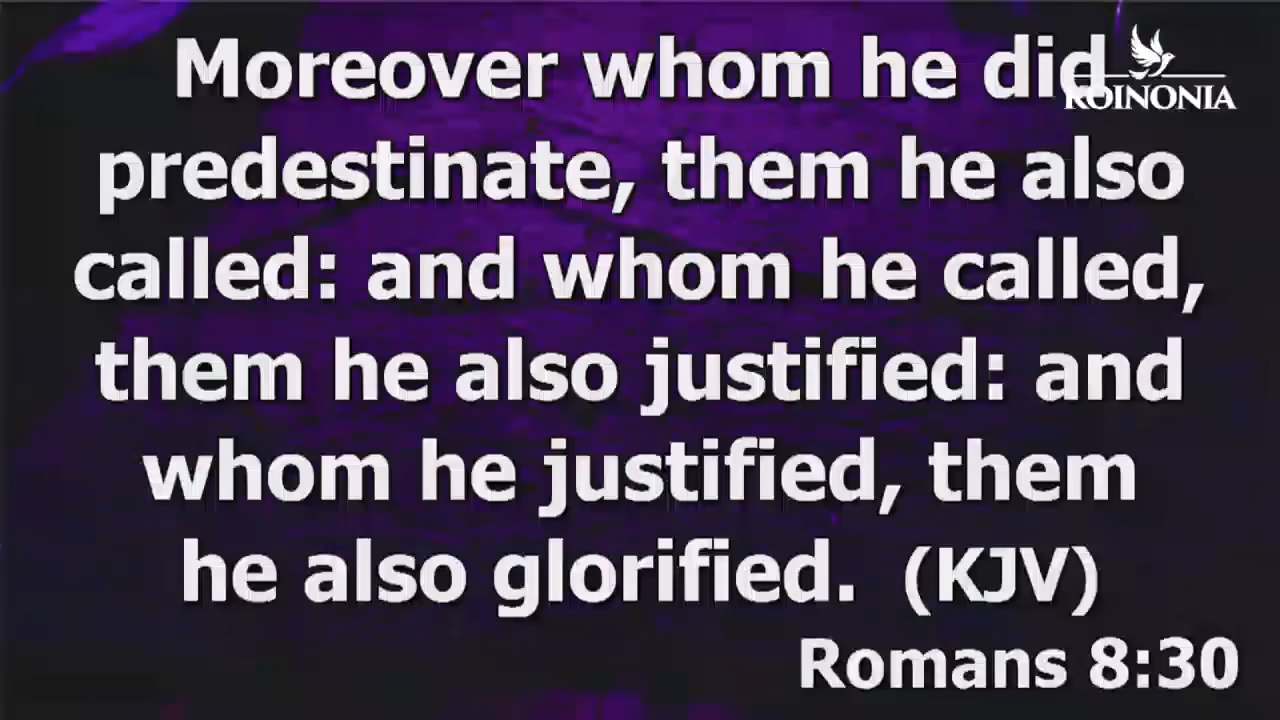 Moreover whom he did
KOINONIA
predestinate, them he also
called: and whom he called,
them he also justified: and
whom he justified, them
he also glorified. (KJV)
Romans 8:30